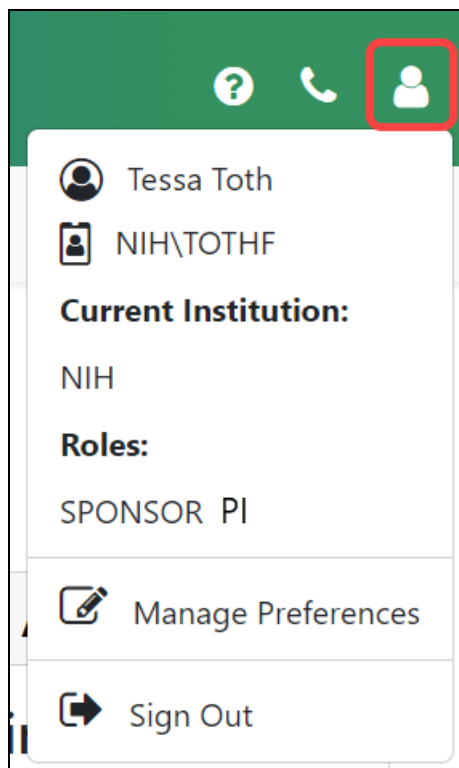 Tessa Toth
NIH\TOTHF
Current Institution:
NIH
Roles:
SPONSOR PI
Manage Preferences
Sign Out